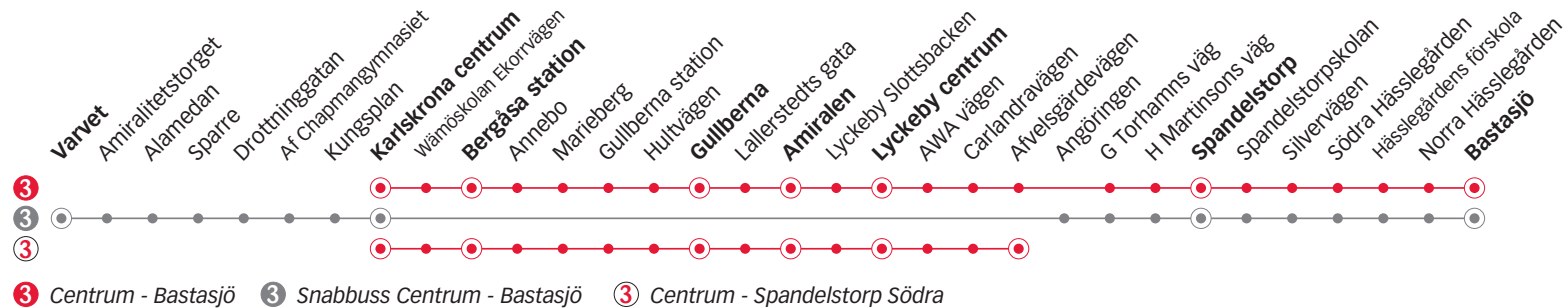 Varvet
Amiralitetstorget
Alamedan
Sparre
Drottninggatan
Af Chapmangymnasiet
Kungsplan
Karlskrona centrum
Wämöskolan Ekorrvägen
Bergåsa station
Annebo
Marieberg
Gullberna station
Hultvägen
Gullberna
Lallerstedts gata
Amiralen
Lyckeby Slottsbacken
Lyckeby centrum
AWA vägen
Carlandravägen
Afvelsgärdevägen
Angöringen
G Torhamns väg
H Martinsons väg
Spandelstorp
Spandelstorpskolan
Silvervägen
Södra Hässlegården
Hässlegårdens förskola
Norra Hässlegården
Bastasjö
3
3
3
3 Centrum - Bastasjö 3 Snabbuss Centrum - Bastasjö 3 Centrum - Spandelstorp Södra